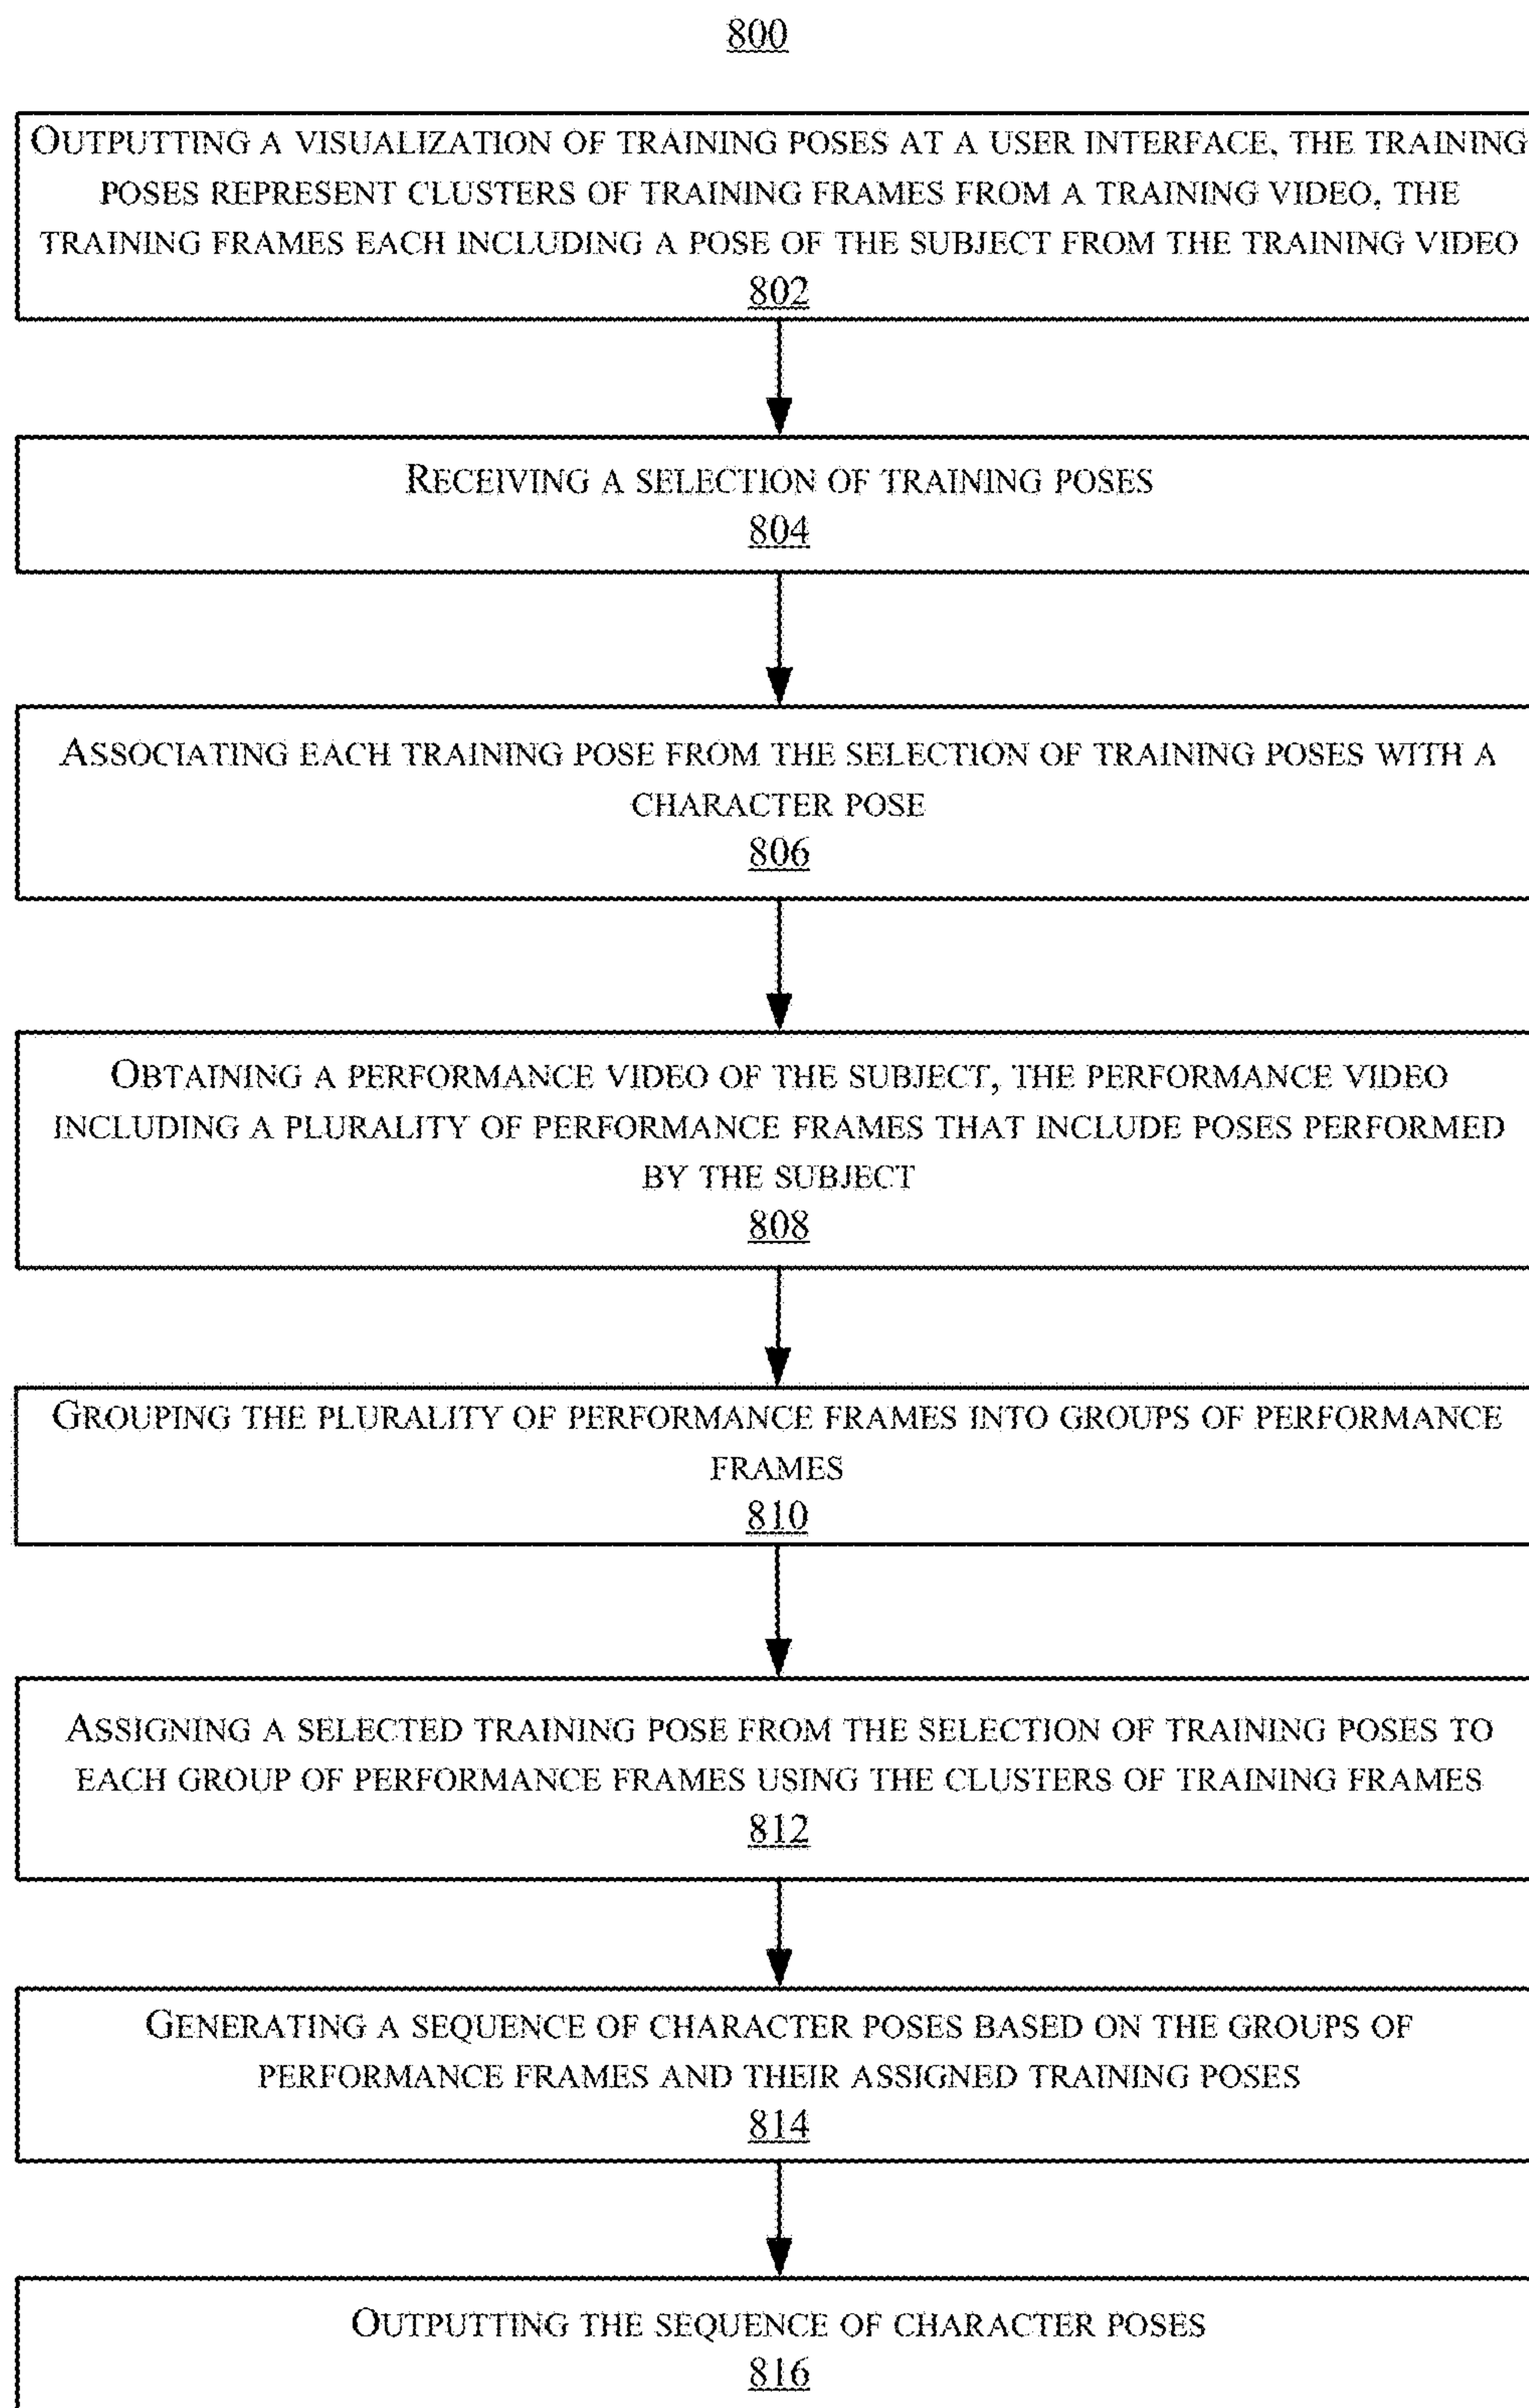 800
OUTPUTTING A VISUALIZATION OF TRAINING POSES AT A USER INTERFACE, THE TRAINING
POSES REPRESENT CLUSTERS OF TRAINING FRAMES FROM A TRAINING VIDEO, THE
TRAINING FRAMES EACH INCLUDING A POSE OF THE SUBJECT FROM THE TRAINING VIDEO
802
RECEIVING A SELECTION OF TRAINING POSES
804
ASSOCIATING EACH TRAINING POSE FROM THE SELECTION OF TRAINING POSES WITH A
CHARACTER POSE
806
OBTAINING A PERFORMANCE VIDEO OF THE SUBJECT, THE PERFORMANCE VIDEO
INCLUDING A PLURALITY OF PERFORMANCE FRAMES THAT INCLUDE POSES PERFORMED
BY THE SUBJECT
808
GROUPING THE PLURALITY OF PERFORMANCE FRAMES INTO GROUPS OF PERFORMANCE
FRAMES
810
ASSIGNING A SELECTED TRAINING POSE FROM THE SELECTION OF TRAINING POSES TO
EACH GROUP OF PERFORMANCE FRAMES USING THE CLUSTERS OF TRAINING FRAMES
812
GENERATING A SEQUENCE OF CHARACTER POSES BASED ON THE GROUPS OF
PERFORMANCE FRAMES AND THEIR ASSIGNED TRAINING POSES
814
OUTPUTTING THE SEQUENCE OF CHARACTER POSES
816